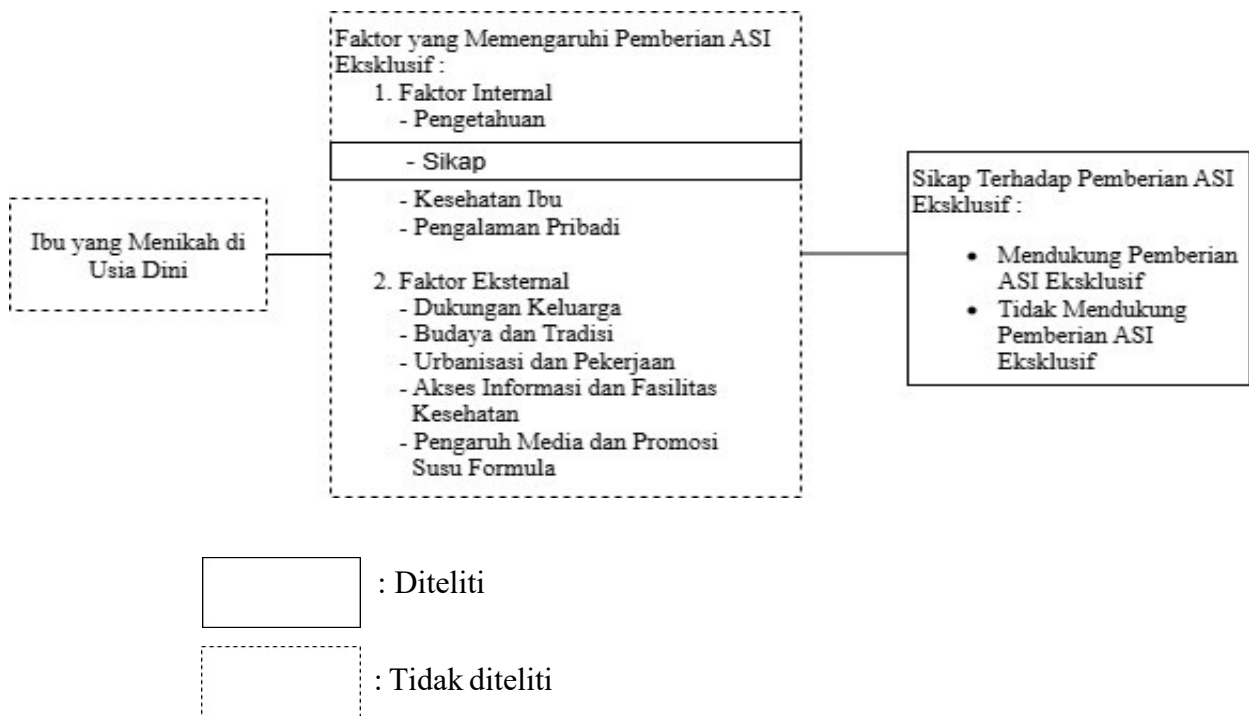 Ibu yang Menikah di
Usia Dini
Faktor yang Memengaruhi Pemberian ASI
Eksklusif :
1. Faktor Internal
- Pengetahuan
- Sikap
- Kesehatan Ibu
- Pengalaman Pribadi
2. Faktor Eksternal
- Dukungan Keluarga
- Budaya dan Tradisi
- Urbanisasi dan Pekerjaan
- Akses Informasi dan Fasilitas
Kesehatan
- Pengaruh Media dan Promosi
Susu Formula
Sikap Terhadap Pemberian ASI
Eksklusif :
• Mendukung Pemberian
ASI Eksklusif
• Tidak Mendukung
Pemberian ASI
Eksklusif
: Diteliti
: Tidak diteliti